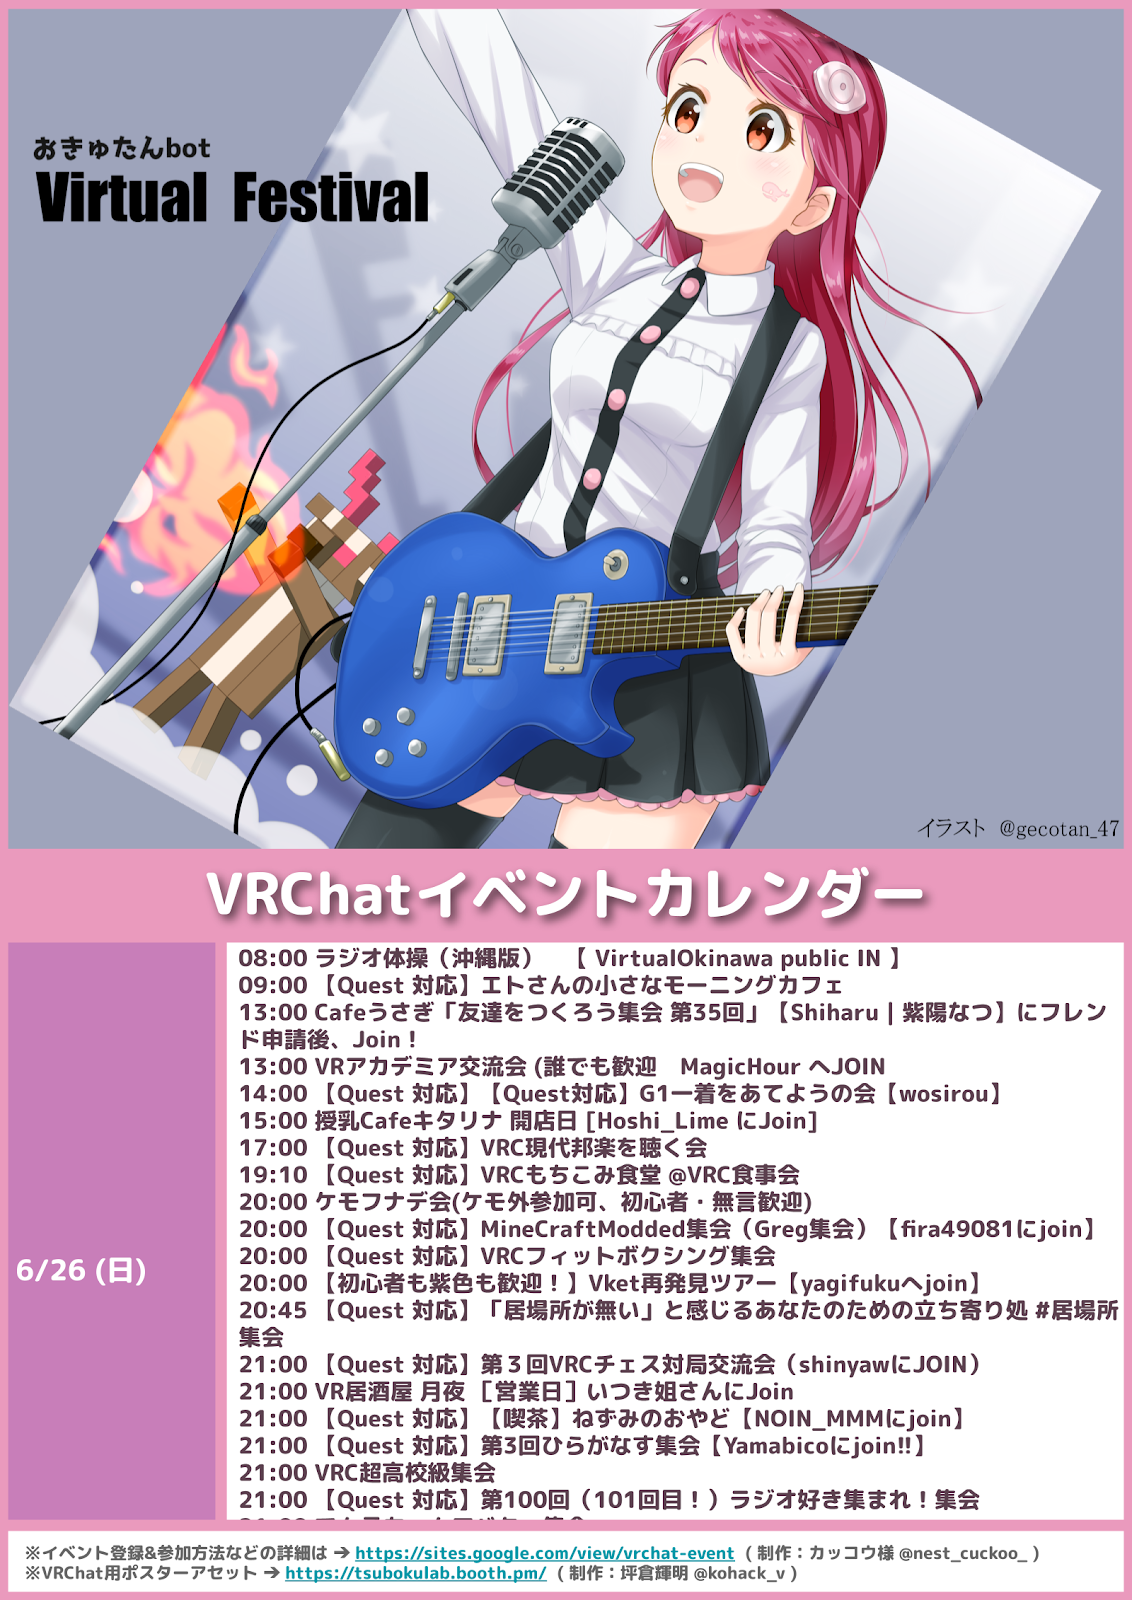 おきゅたんbot
Virtual Festival
イラスト @gecotan_47
VRChatイベントカレンダー
6/26 (日)
08:00 ラジオ体操（沖縄版） 【 VirtualOkinawa public IN 】
09:00 【Quest 対応】エトさんの小さなモーニングカフェ
13:00 Cafeうさぎ「友達をつくろう集会 第35回」【Shiharu | 紫陽なつ】にフレン
ド申請後、Join！
13:00 VRアカデミア交流会 (誰でも歓迎　MagicHour へJOIN
14:00 【Quest 対応】【Quest対応】G1一着をあてようの会【wosirou】
15:00 授乳Cafeキタリナ 開店日 [Hoshi_Lime にJoin]
17:00 【Quest 対応】VRC現代邦楽を聴く会
19:10 【Quest 対応】VRCもちこみ食堂 @VRC食事会
20:00 ケモフナデ会(ケモ外参加可、初心者・無言歓迎)
20:00 【Quest 対応】MineCraftModded集会（Greg集会）【fira49081にjoin】
20:00 【Quest 対応】VRCフィットボクシング集会
20:00 【初心者も紫色も歓迎！】Vket再発見ツアー【yagifukuへjoin】
20:45 【Quest 対応】「居場所が無い」と感じるあなたのための立ち寄り処 #居場所
集会
21:00 【Quest 対応】第３回VRCチェス対局交流会（shinyawにJOIN）
21:00 VR居酒屋 月夜 ［営業日］いつき姐さんにJoin
21:00 【Quest 対応】【喫茶】ねずみのおやど【NOIN_MMMにjoin】
21:00 【Quest 対応】第3回ひらがなす集会【Yamabicoにjoin!!】
21:00 VRC超高校級集会
21:00 【Quest 対応】第100回（101回目！）ラジオ好き集まれ！集会
※イベント登録&参加方法などの詳細は ➔ https://sites.google.com/view/vrchat-event （ 制作：カッコウ様 @nest_cuckoo_ ）
※VRChat用ポスターアセット ➔ https://tsubokulab.booth.pm/ （ 制作：坪倉輝明 @kohack_v ）